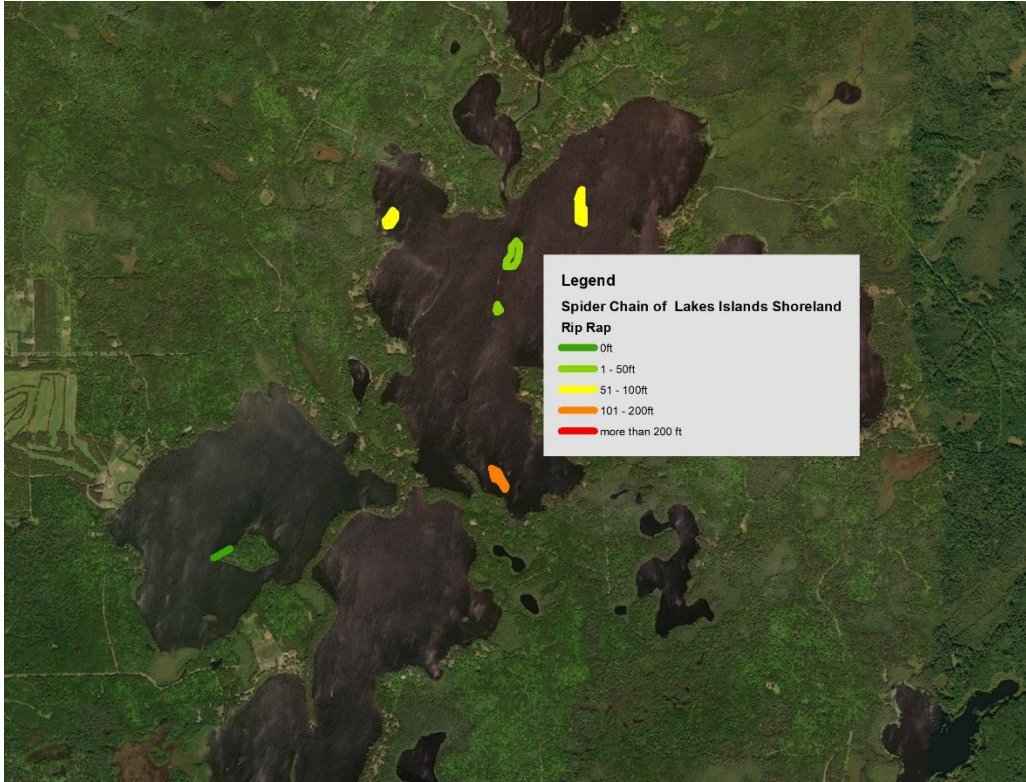 Legend
Spider Chain of Lakes Islands Shoreland
Rip Rap
0ft
1 - 50ft
51 - 100ft
101 - 200ft
more than 200 ft